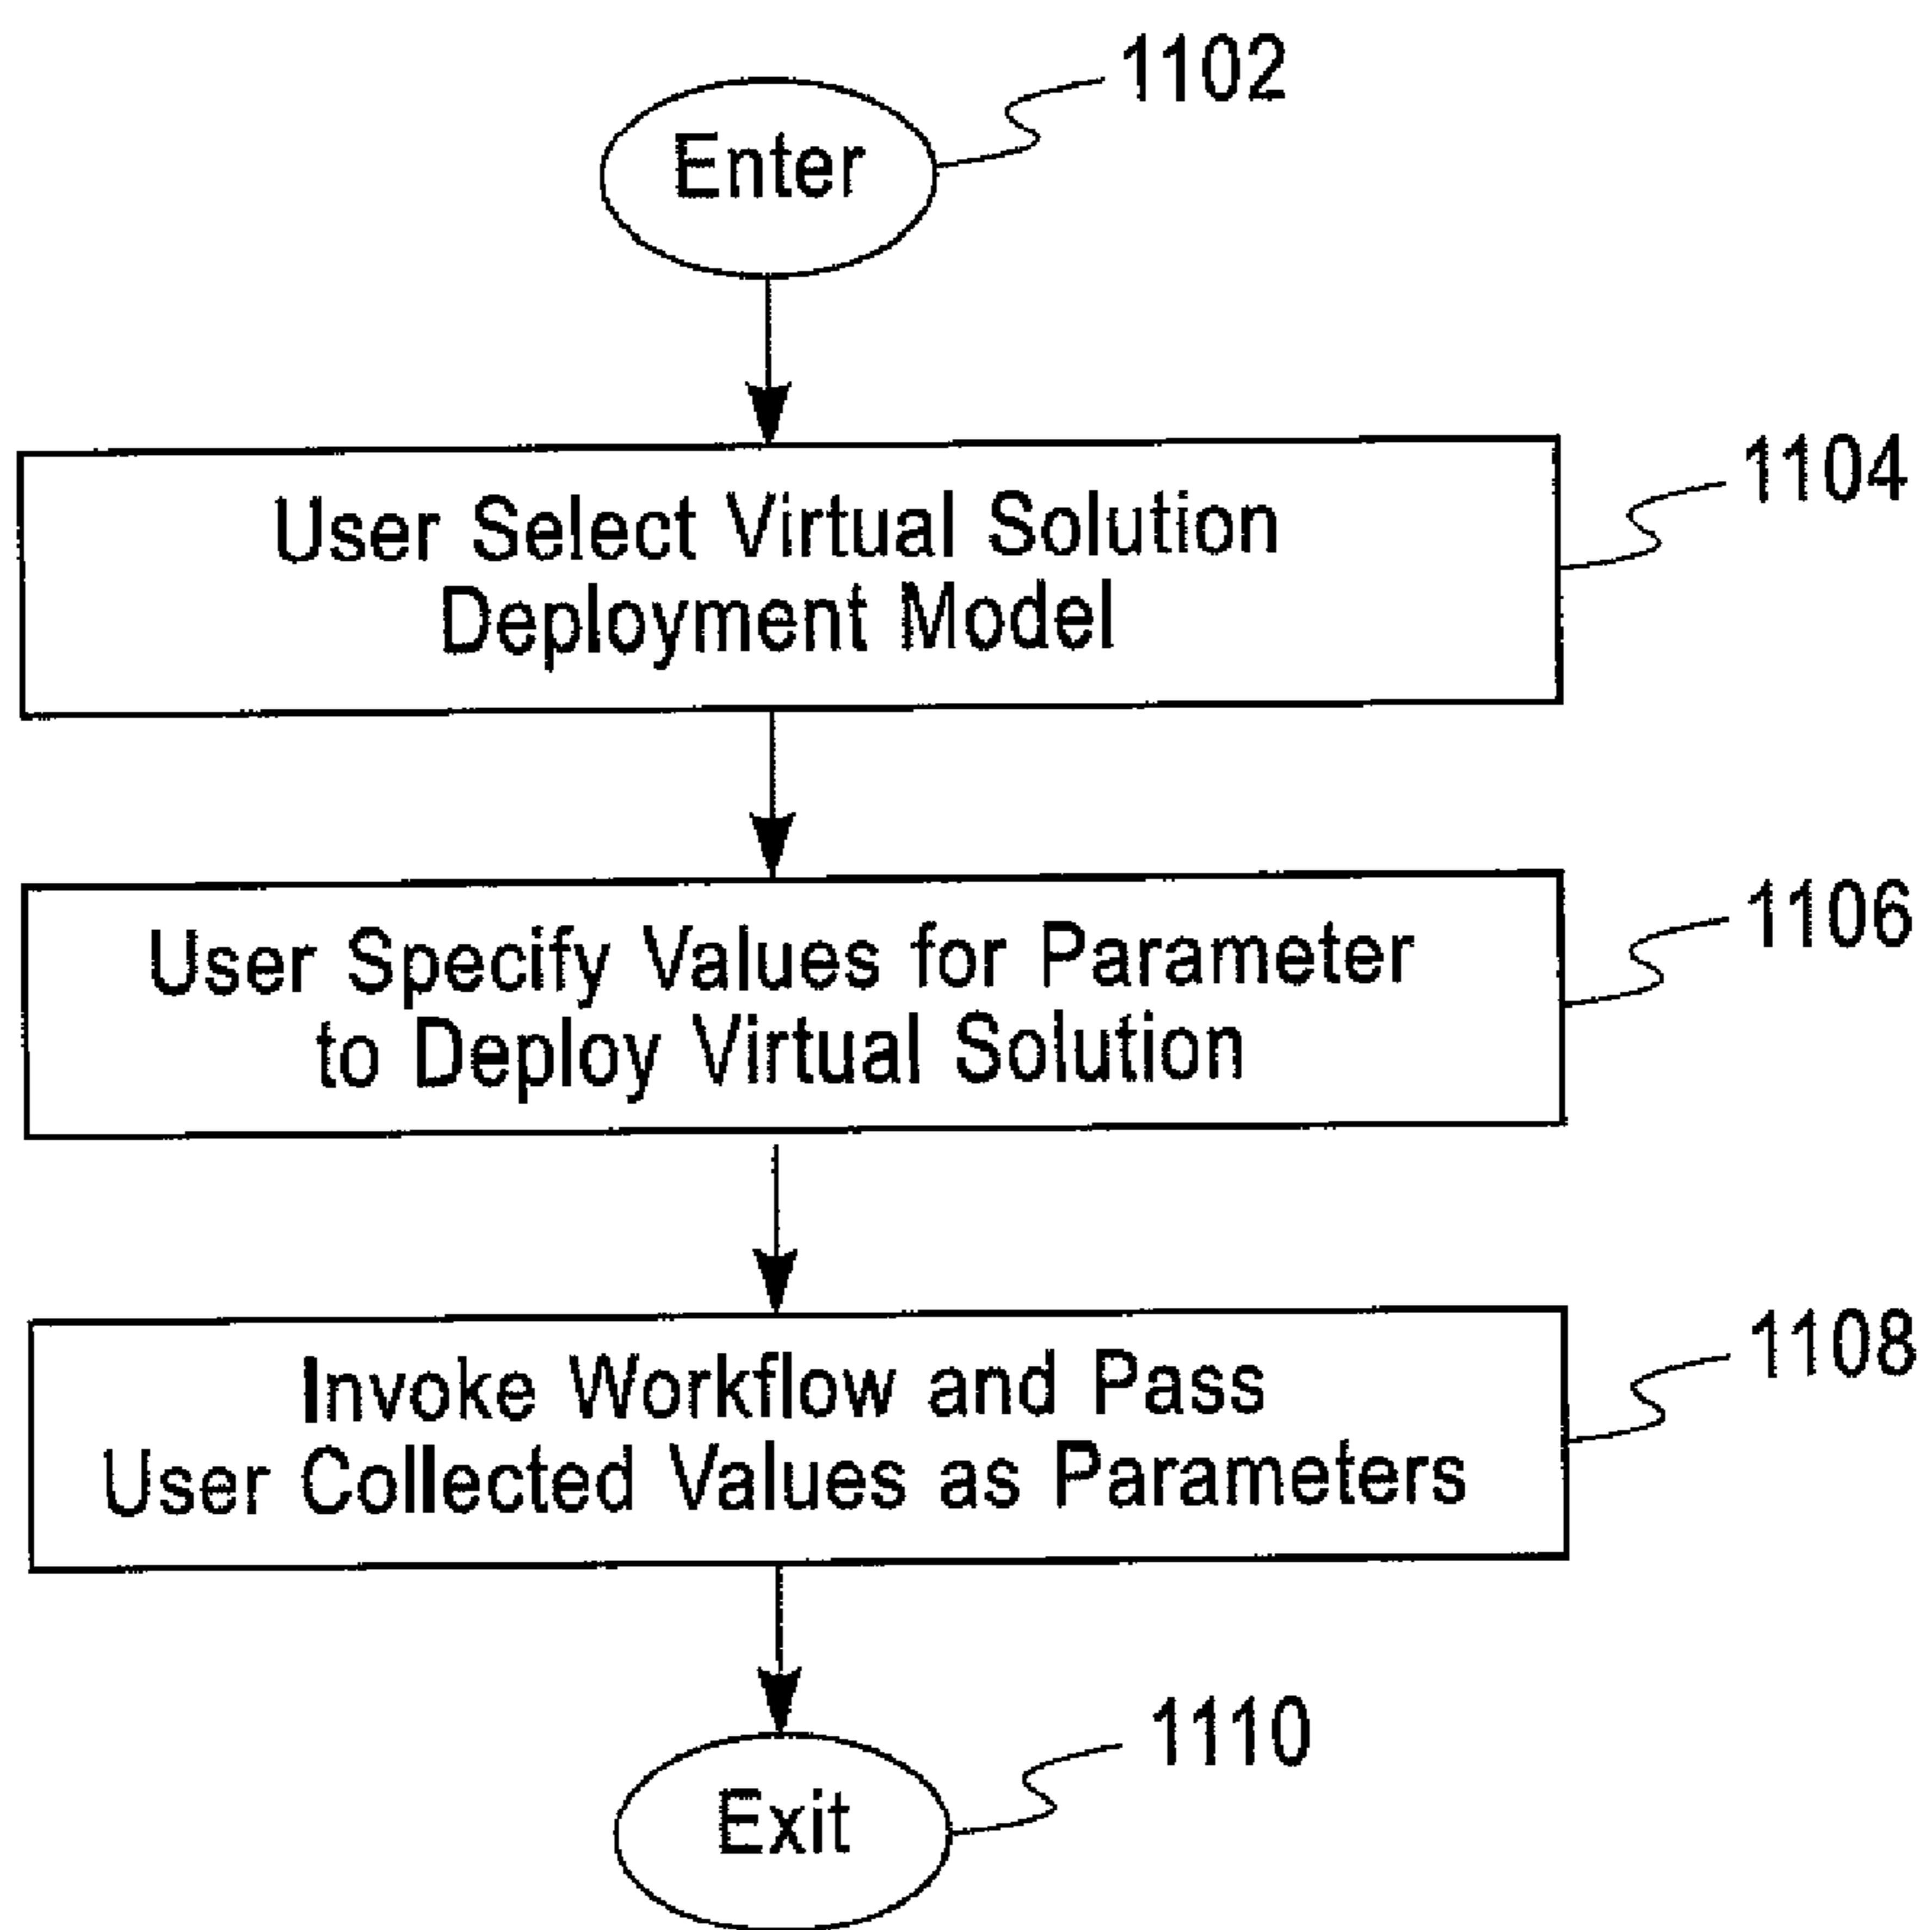 Enter
1102
User Select Virtual Solution
Deployment Model
1104
User Specify Values for Parameter
to Deploy Virtual Solution
1106
Invoke Workflow and Pass
User Collected Values as Parameters
1108
Exit
1110